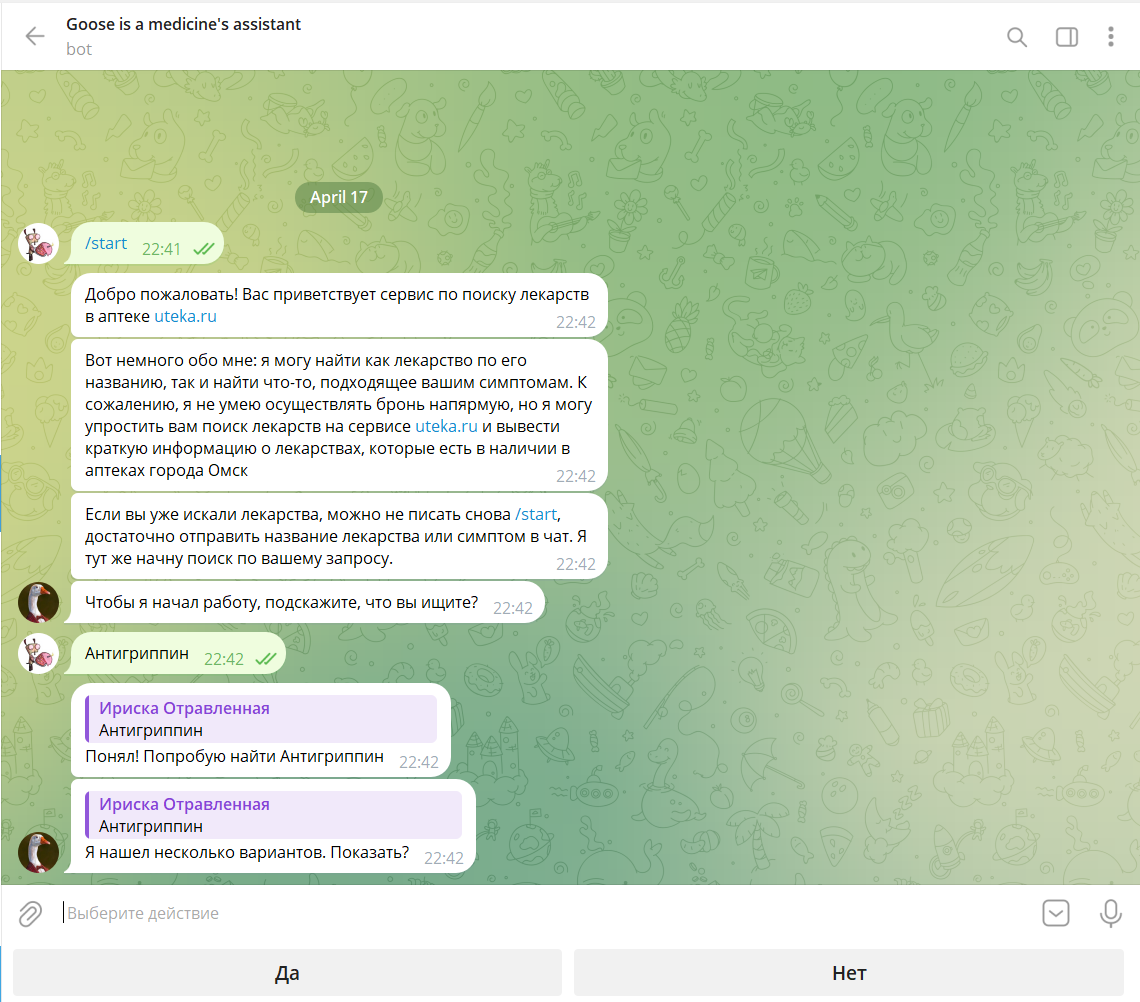 Goose is a medicine's assistant
bot
April 17
/start 22:41
Добро пожаловать! Вас приветствует сервис по поиску лекарств
в аптеке uteka.ru
22:42
Вот немного обо мне: я могу найти как лекарство по его
названию, так и найти что-то, подходящее вашим симптомам. К
сожалению, я не умею осуществлять бронь напярмую, но я могу
упростить вам поиск лекарств на сервисе uteka.ru и вывести
краткую информацию о лекарствах, которые есть в наличии в
аптеках города Омск
22:42
Если вы уже искали лекарства, можно не писать снова /start,
достаточно отправить название лекарства или симптом в чат. Я
тут же начну поиск по вашему запросу.
22:42
Чтобы я начал работу, подскажите, что вы ищите? 22:42
Антигриппин 22:42
Ириска Отравленная
Антигриппин
Понял! Попробую найти Антигриппин 22:42
Ириска Отравленная
Антигриппин
Я нашел несколько вариантов. Показать? 22:42
Выберите действие
Да Нет